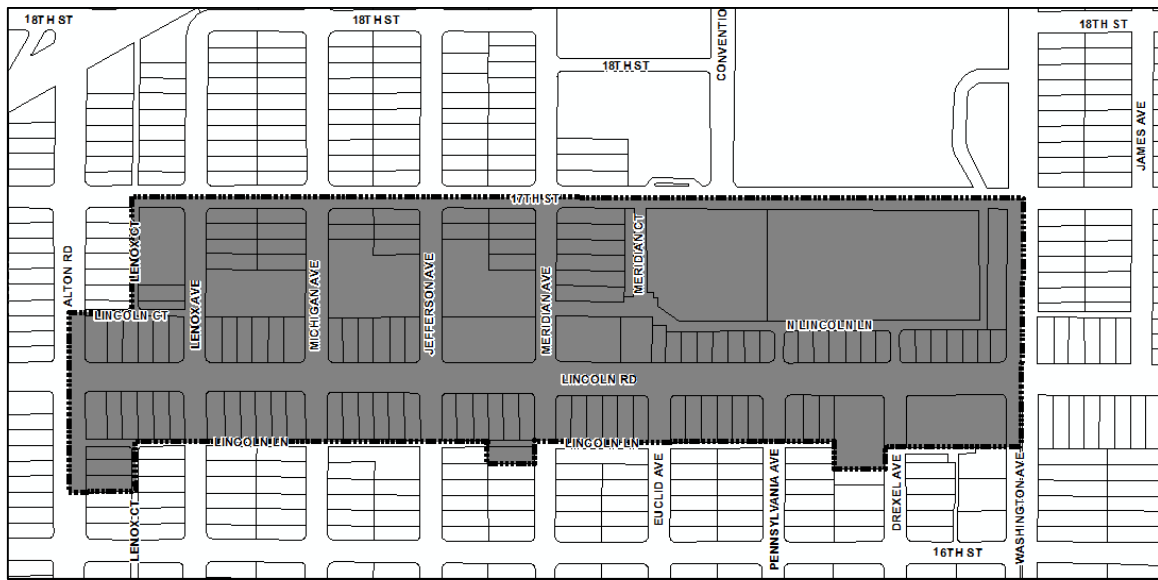 18TH ST
18TH ST
18TH ST
18TH ST
CONVENTIO
JAMES AVE
17TH ST
ALTON RD
LENOX CT
LENOX AVE
MICHIGAN AVE
JEFFERSON AVE
MERIDIAN AVE
MERIDIAN CT
LINCOLN CT
N LINCOLN LN
LINCOLN RD
LINCOLN LN
LINCOLN LN
LENOX CT
EUCLID AVE
PENNSYLVANIA AVE
DREXEL AVE
WASHINGTON AVE
16TH ST